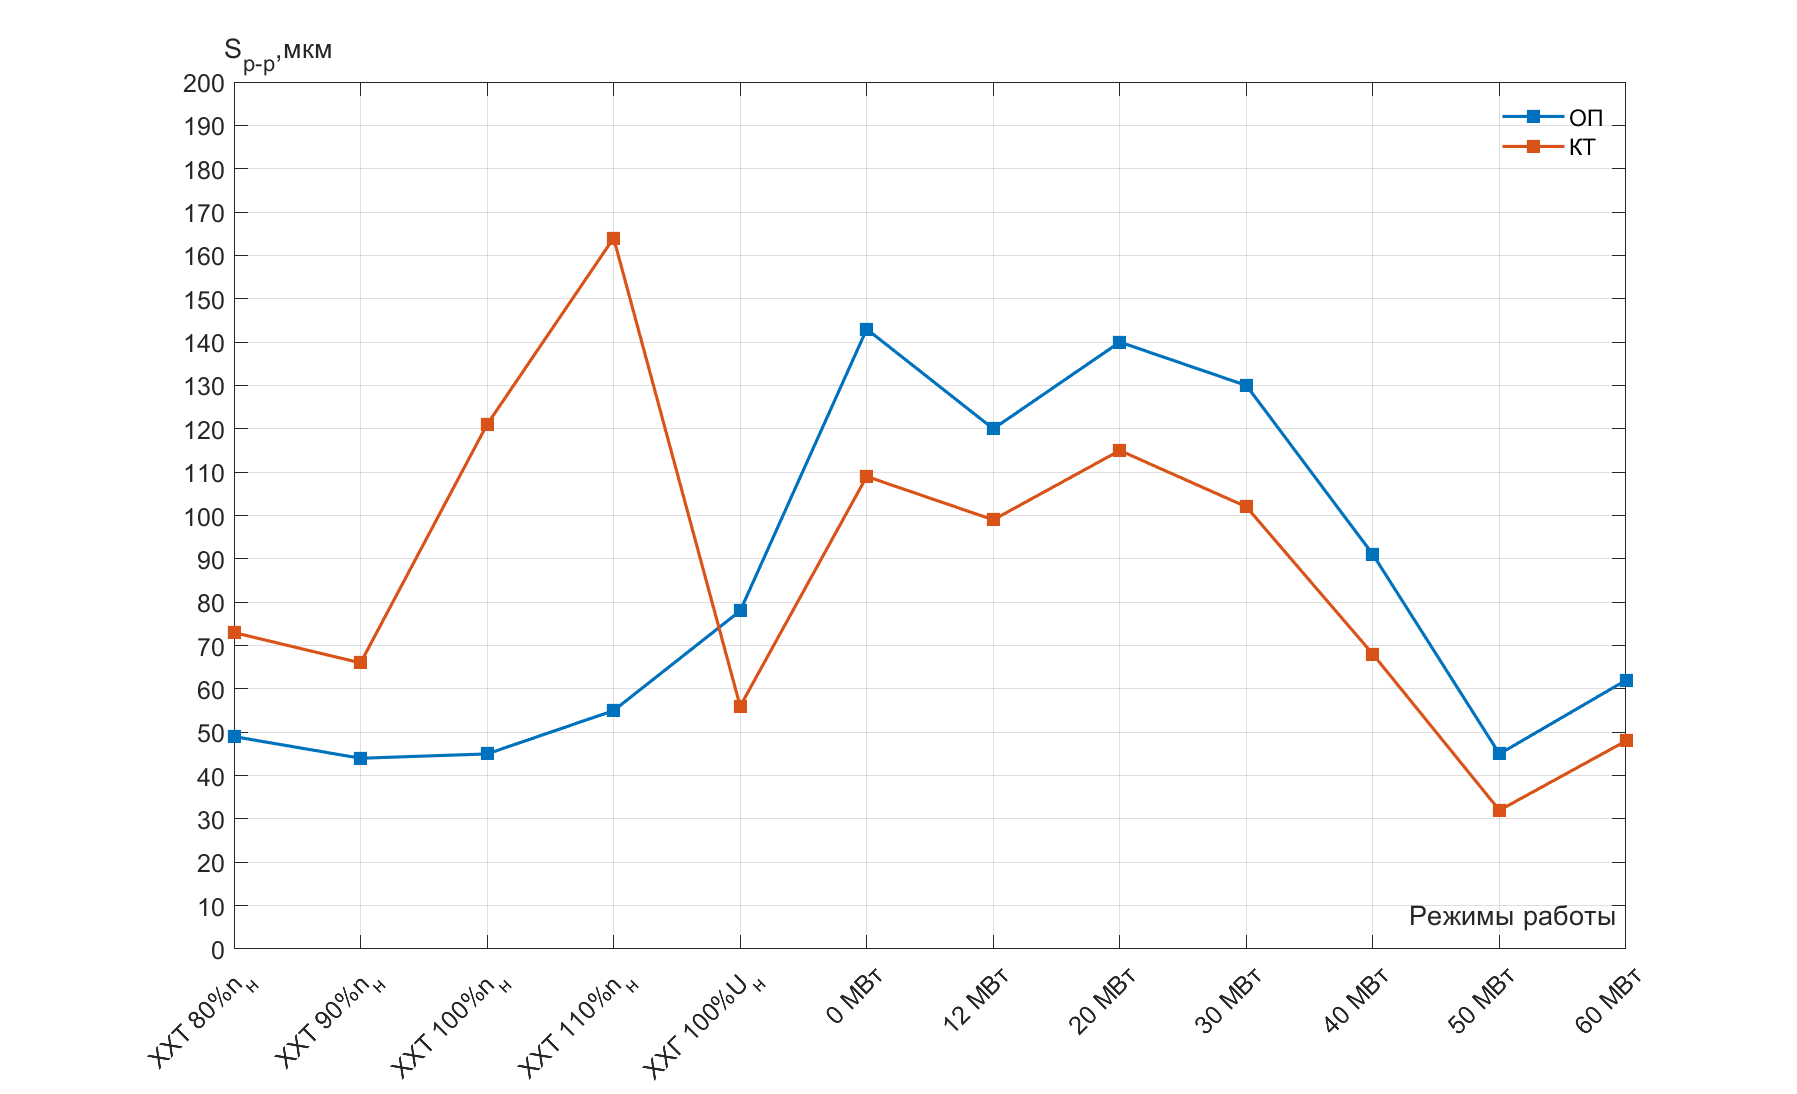 Sp-p,мкм
200
190
180
170
160
150
140
130
120
110
100
90
80
70
60
50
40
30
20
10
0
ОП
КТ
Режимы работы
ХХТ 80%nн
ХХТ 90%nн
ХХТ 100%nн
ХХТ 110%nн
ХХГ 100%Uн
0 МВт
12 МВт
20 МВт
30 МВт
40 МВт
50 МВт
60 МВт